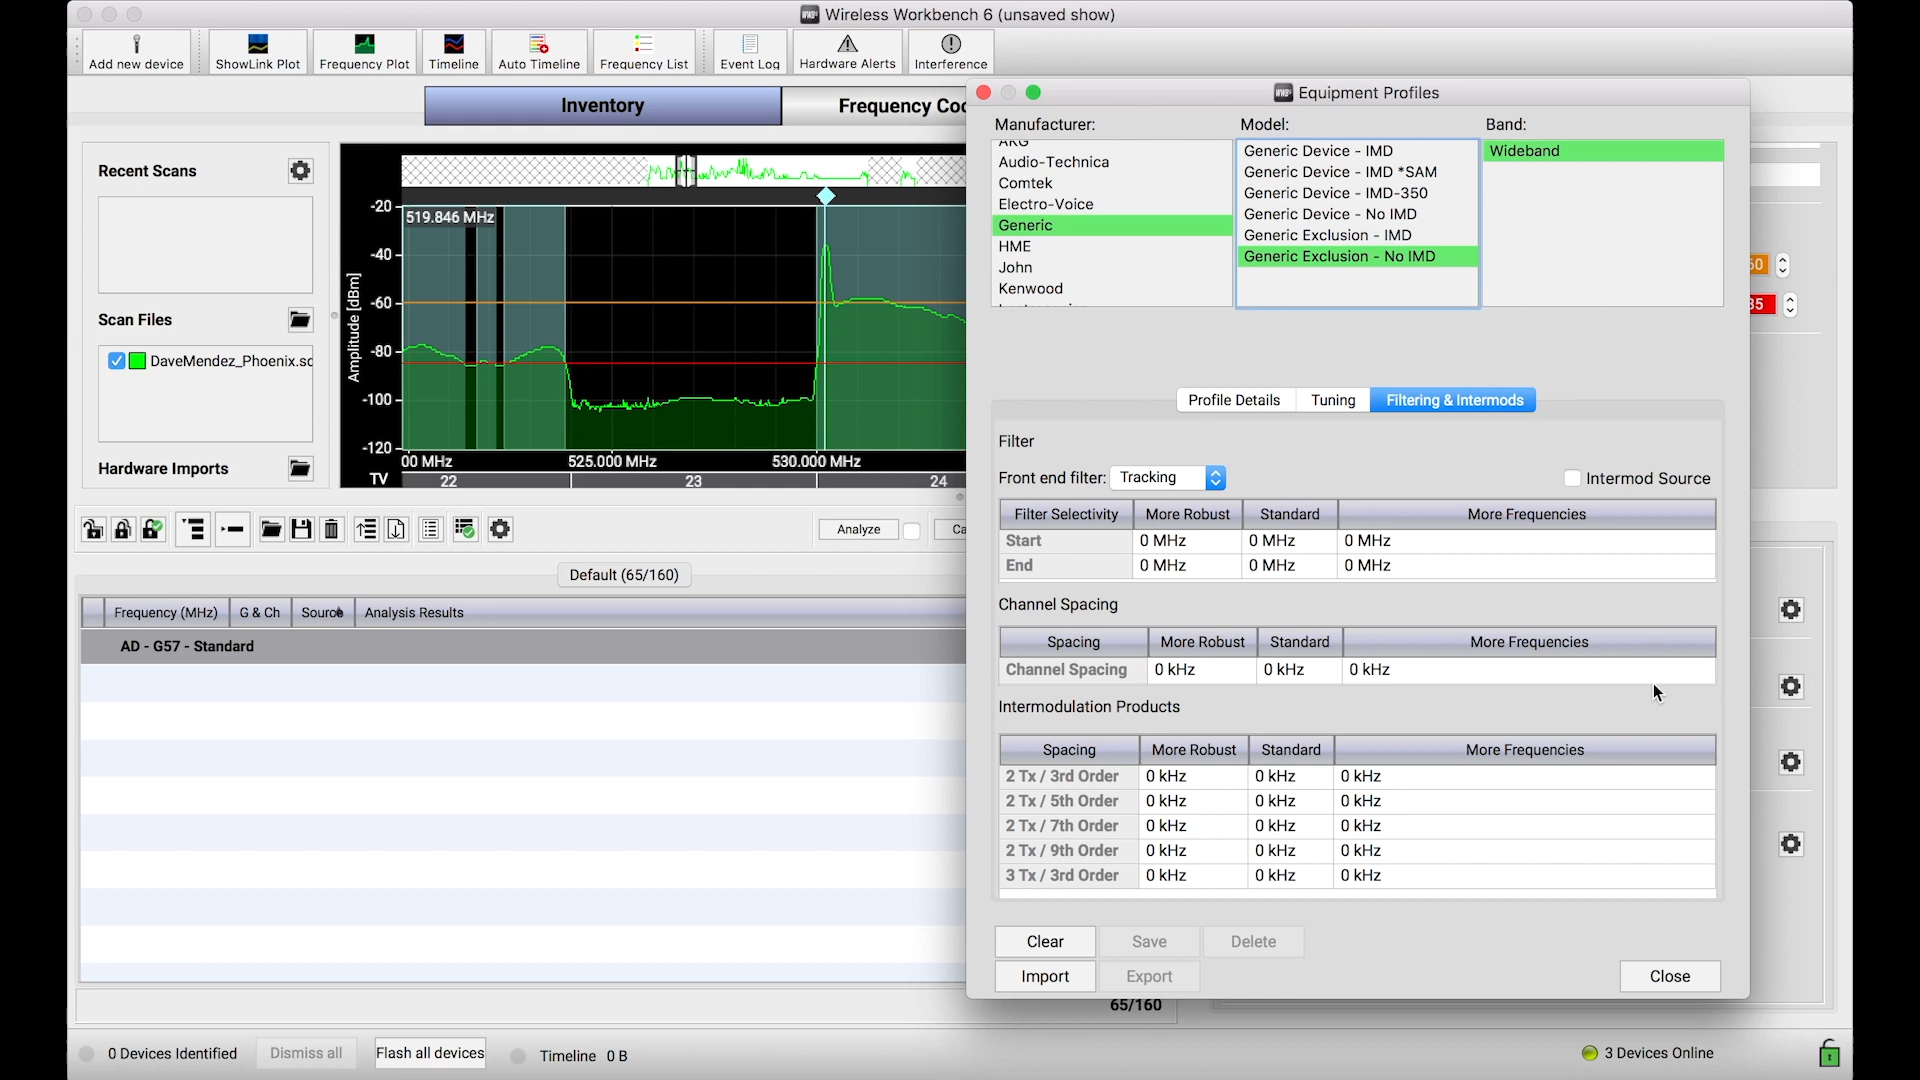 Wireless Workbench 6 (unsaved show)
Add new device
ShowLink Plot
Frequency Plot
Timeline
Auto Timeline
Frequency List
Event Log
Hardware Alerts
Interference
Inventory
Frequency Coo
Equipment Profiles
Manufacturer:
Model:
Band:
AKG
Audio-Technica
Comtek
Electro-Voice
Generic
HME
John
Kenwood
Generic Device - IMD
Generic Device - IMD *SAM
Generic Device - IMD-350
Generic Device - No IMD
Generic Exclusion - IMD
Generic Exclusion - No IMD
Wideband
Recent Scans
Scan Files
DaveMendez_Phoenix.sc
Hardware Imports
519.846 MHz
Amplitude [dBm]
-20
-40
-60
-80
-100
-120
00 MHz 525.000 MHz 530.000 MHz
TV 22 23 24
60
85
Profile Details Tuning Filtering & Intermods
Filter
Front end filter: Tracking Intermod Source
Filter Selectivity More Robust Standard More Frequencies
Start 0 MHz 0 MHz 0 MHz
End 0 MHz 0 MHz 0 MHz
Channel Spacing
Spacing More Robust Standard More Frequencies
Channel Spacing 0 kHz 0 kHz 0 kHz
Intermodulation Products
Spacing More Robust Standard More Frequencies
2 Tx / 3rd Order 0 kHz 0 kHz 0 kHz
2 Tx / 5th Order 0 kHz 0 kHz 0 kHz
2 Tx / 7th Order 0 kHz 0 kHz 0 kHz
2 Tx / 9th Order 0 kHz 0 kHz 0 kHz
3 Tx / 3rd Order 0 kHz 0 kHz 0 kHz
Clear Save Delete
Import Export Close
Analyze Ca
Default (65/160)
Frequency (MHz) G & Ch Source Analysis Results
AD - G57 - Standard
65/160
0 Devices Identified Dismiss all Flash all devices Timeline 0 B 3 Devices Online